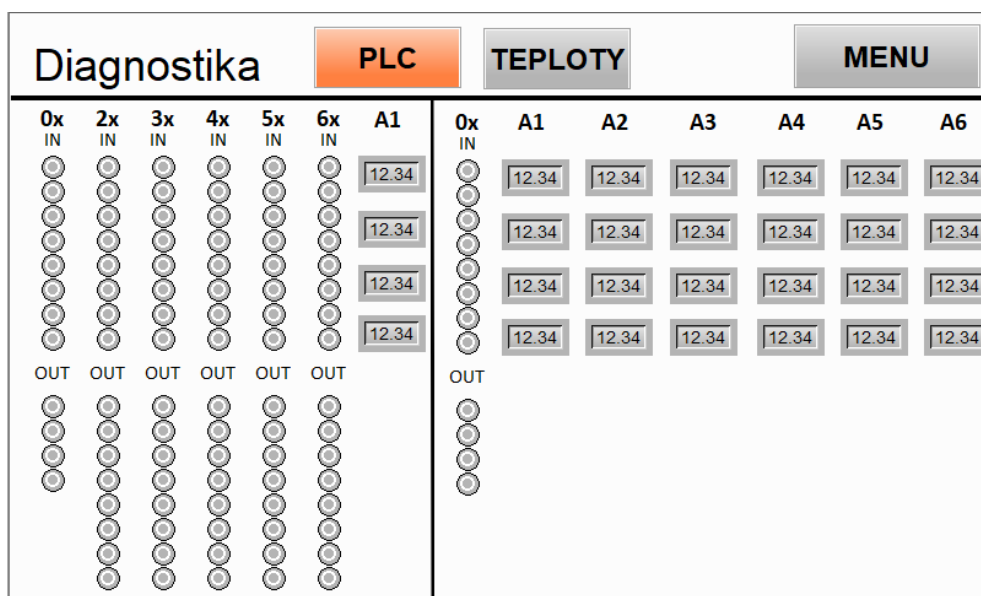 Diagnostika PLC TEPLOTY MENU
0x 2x 3x 4x 5x 6x A1 0x A1 A2 A3 A4 A5 A6
IN IN IN IN IN IN IN
12.34 12.34 12.34 12.34 12.34 12.34 12.34
12.34 12.34 12.34 12.34 12.34 12.34 12.34
12.34 12.34 12.34 12.34 12.34 12.34 12.34
12.34 12.34 12.34 12.34 12.34 12.34 12.34
OUT OUT OUT OUT OUT OUT OUT